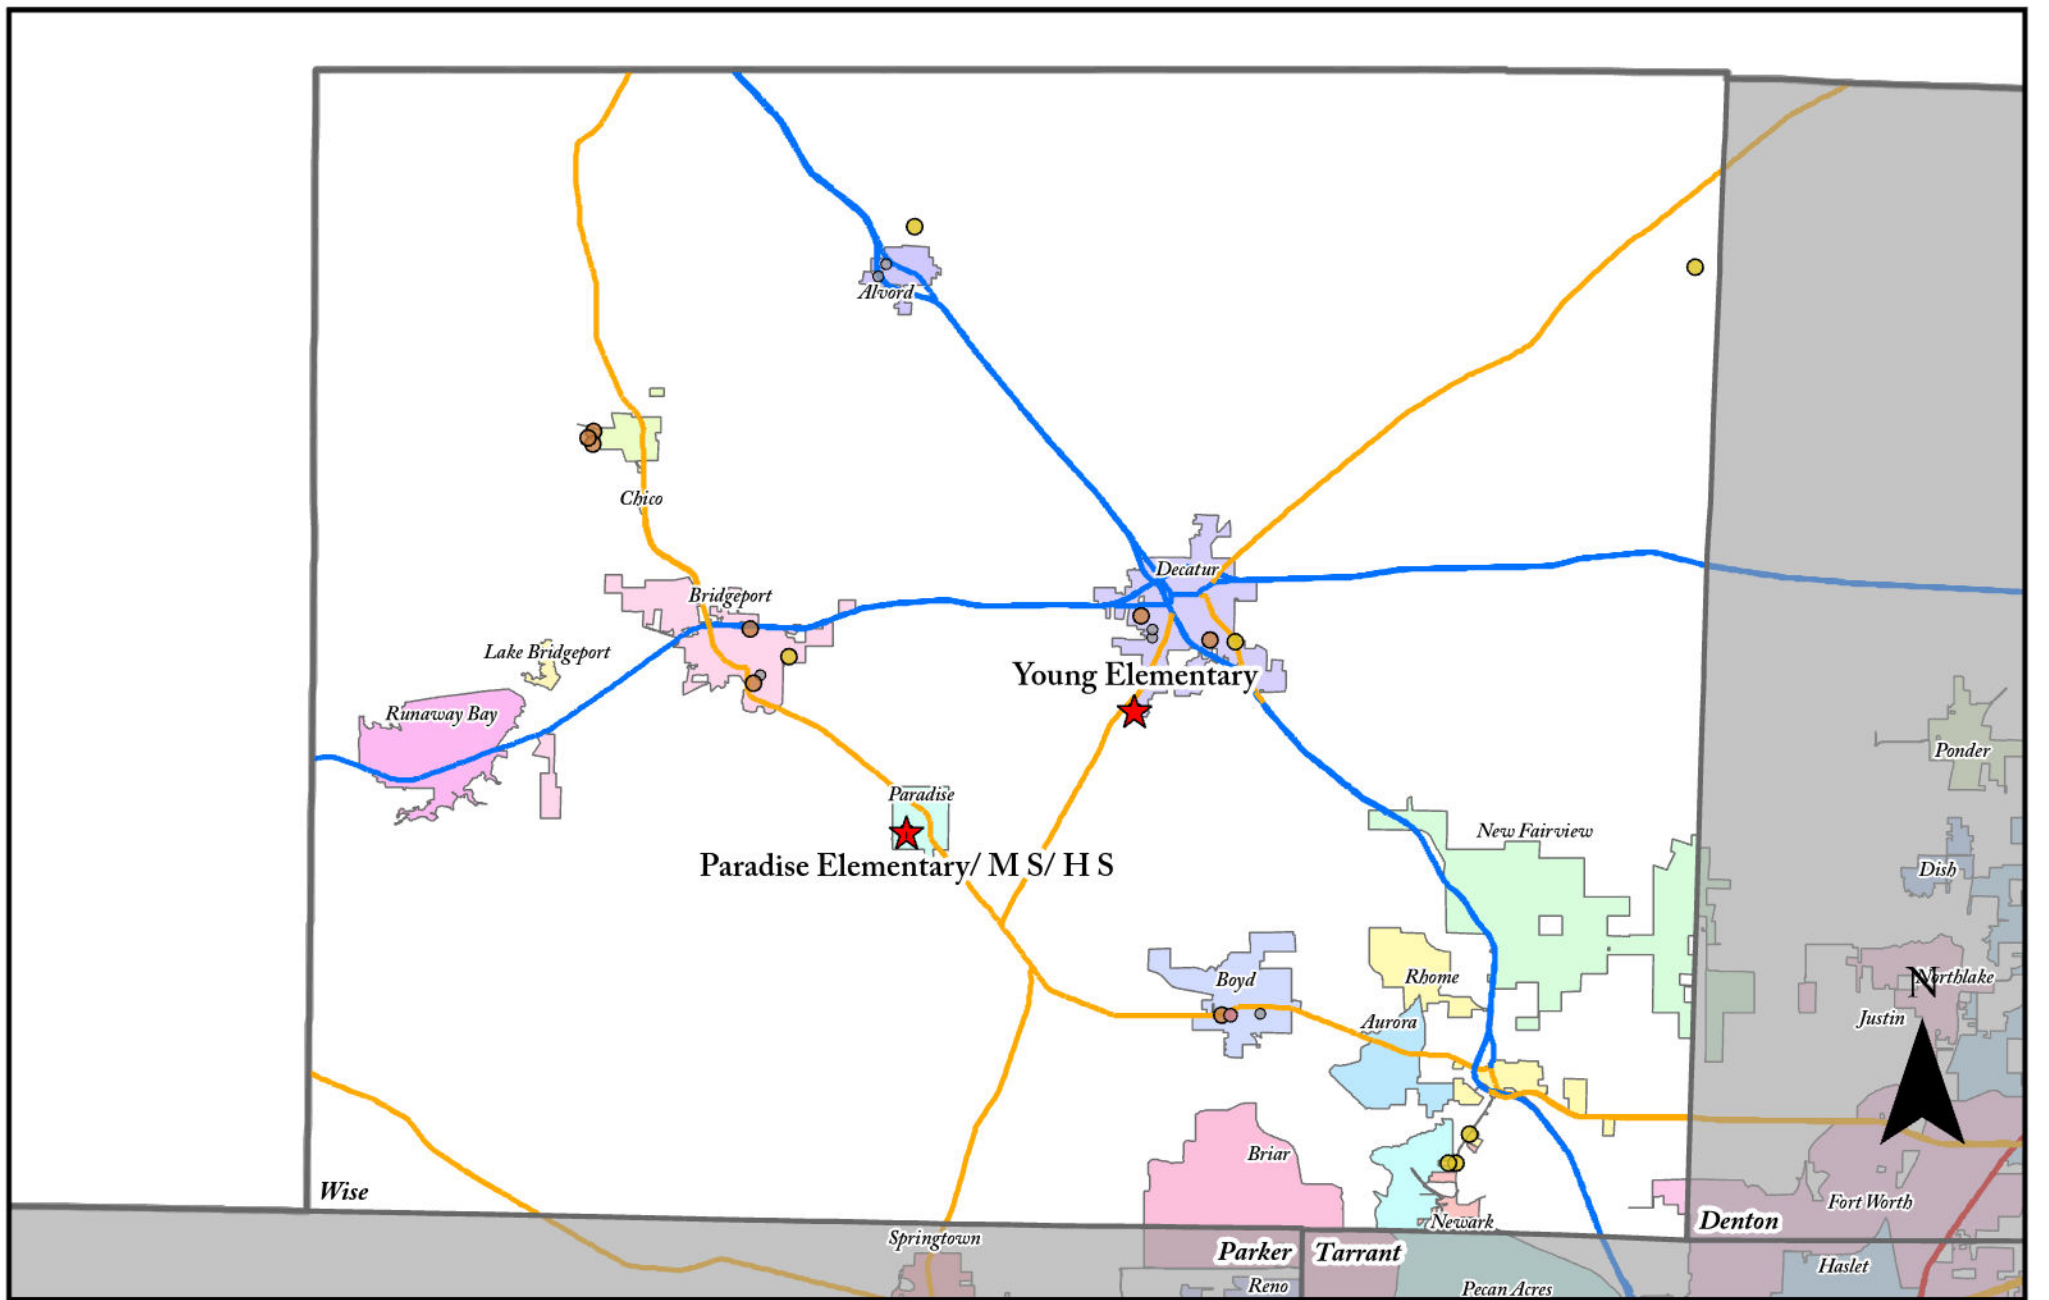 Alvord
Chico
Decatur
Bridgeport
Lake Bridgeport
Young Elementary
Runaway Bay
Ponder
Paradise
New Fairview
Paradise Elementary/ M S/ H S
Dish
Boyd
Rhome
Northlake
N
Aurora
Justin
Briar
Wise
Fort Worth
Newark
Denton
Springtown
Parker
Tarrant
Haslet
Reno
Pecan Acres